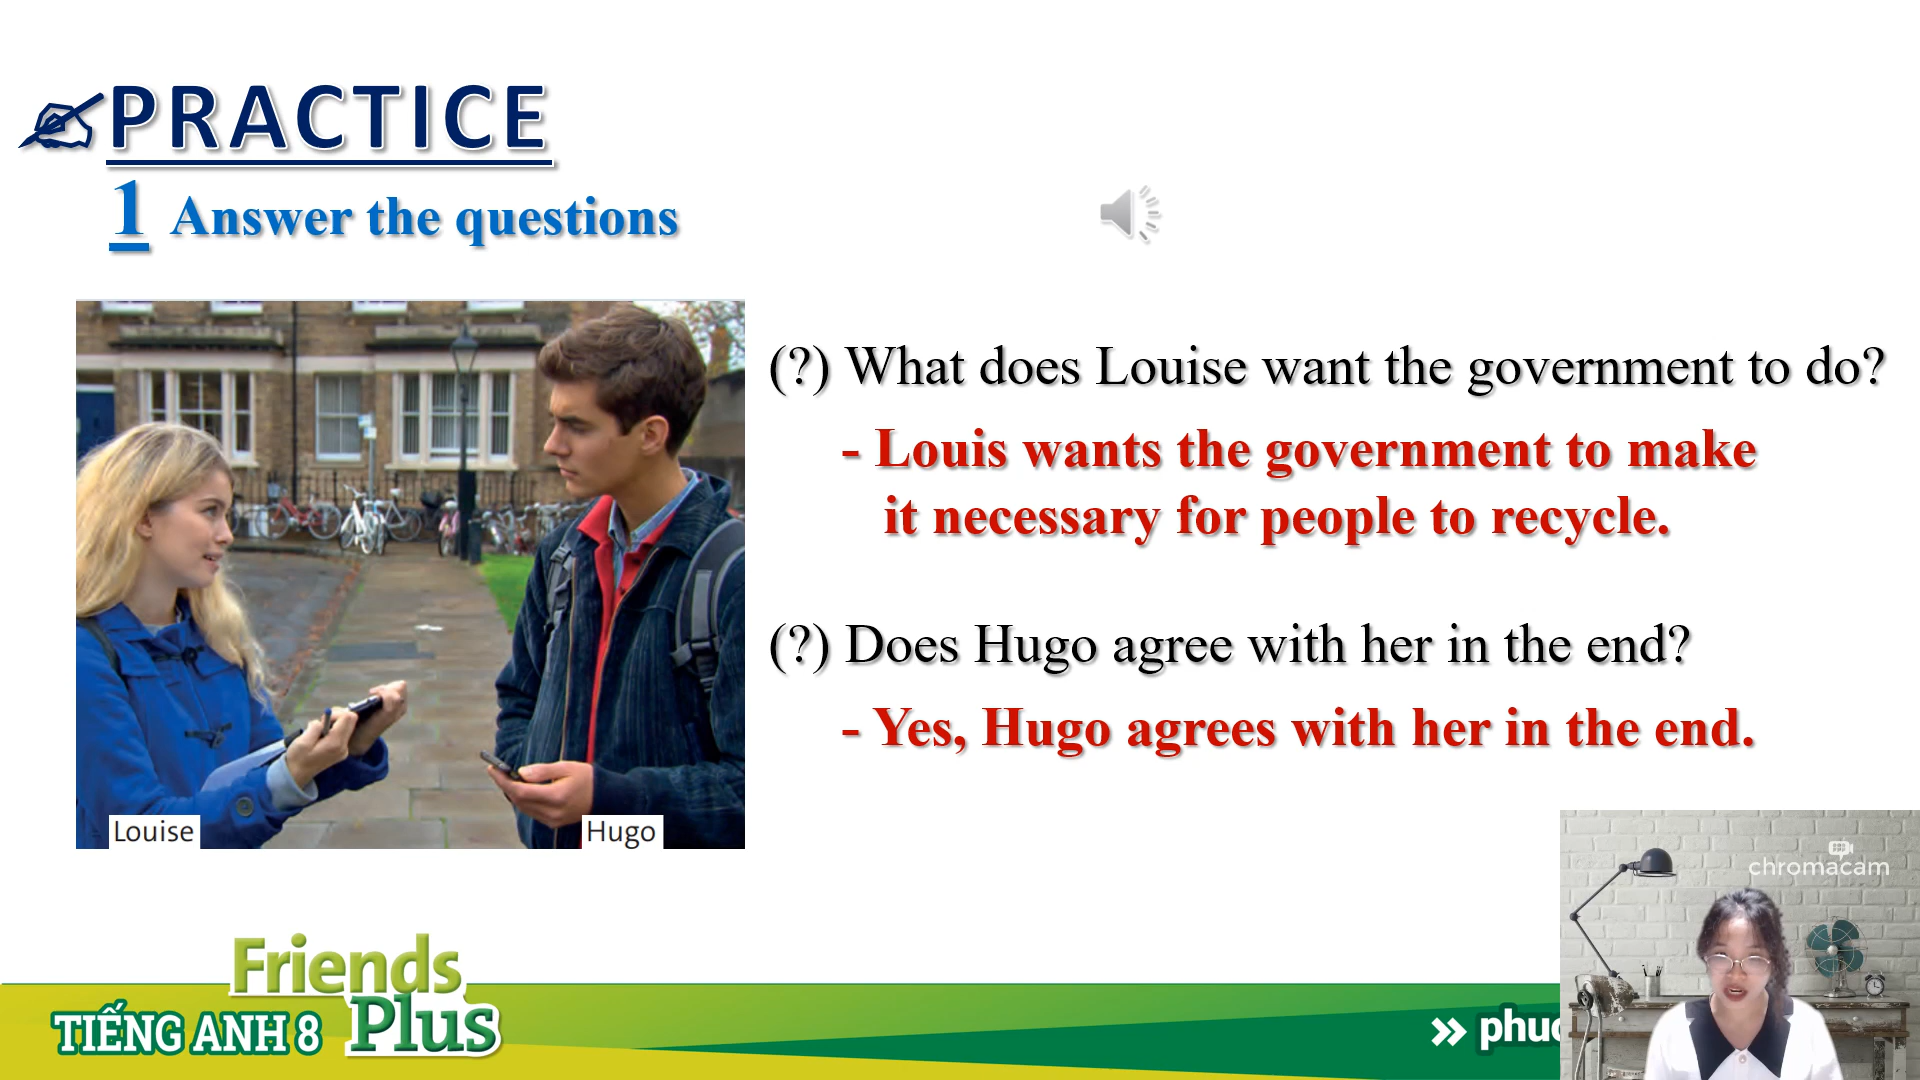 PRACTICE
1 Answer the questions
(?) What does Louise want the government to do?
- Louis wants the government to make
it necessary for people to recycle.
(?) Does Hugo agree with her in the end?
- Yes, Hugo agrees with her in the end.
Louise
Hugo
chromacam
Friends
Plus
TIẾNG ANH 8